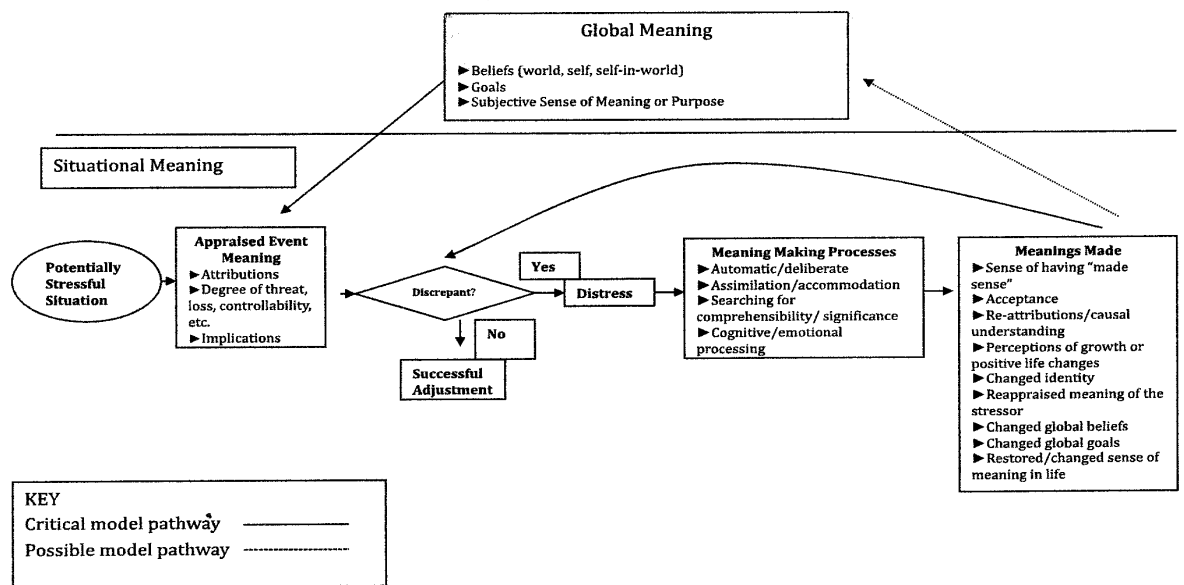 Global Meaning
►Beliefs (world, self, self-in-world)
►Goals
►Subjective Sense of Meaning or Purpose
Situational Meaning
Potentially
Stressful
Situation
Appraised Event
Meaning
►Attributions
►Degree of threat,
loss, controllability,
etc.
►Implications
Discrepant?
Yes
No
Successful
Adjustment
Distress
Meaning Making Processes
►Automatic/deliberate
►Assimilation/accommodation
►Searching for
comprehensibility/ significance
►Cognitive/emotional
processing
Meanings Made
►Sense of having "made
sense"
►Acceptance
►Re-attributions/causal
understanding
►Perceptions of growth or
positive life changes
►Changed identity
►Reappraised meaning of the
stressor
►Changed global beliefs
►Changed global goals
►Restored/changed sense of
meaning in life
KEY
Critical model pathway
Possible model pathway